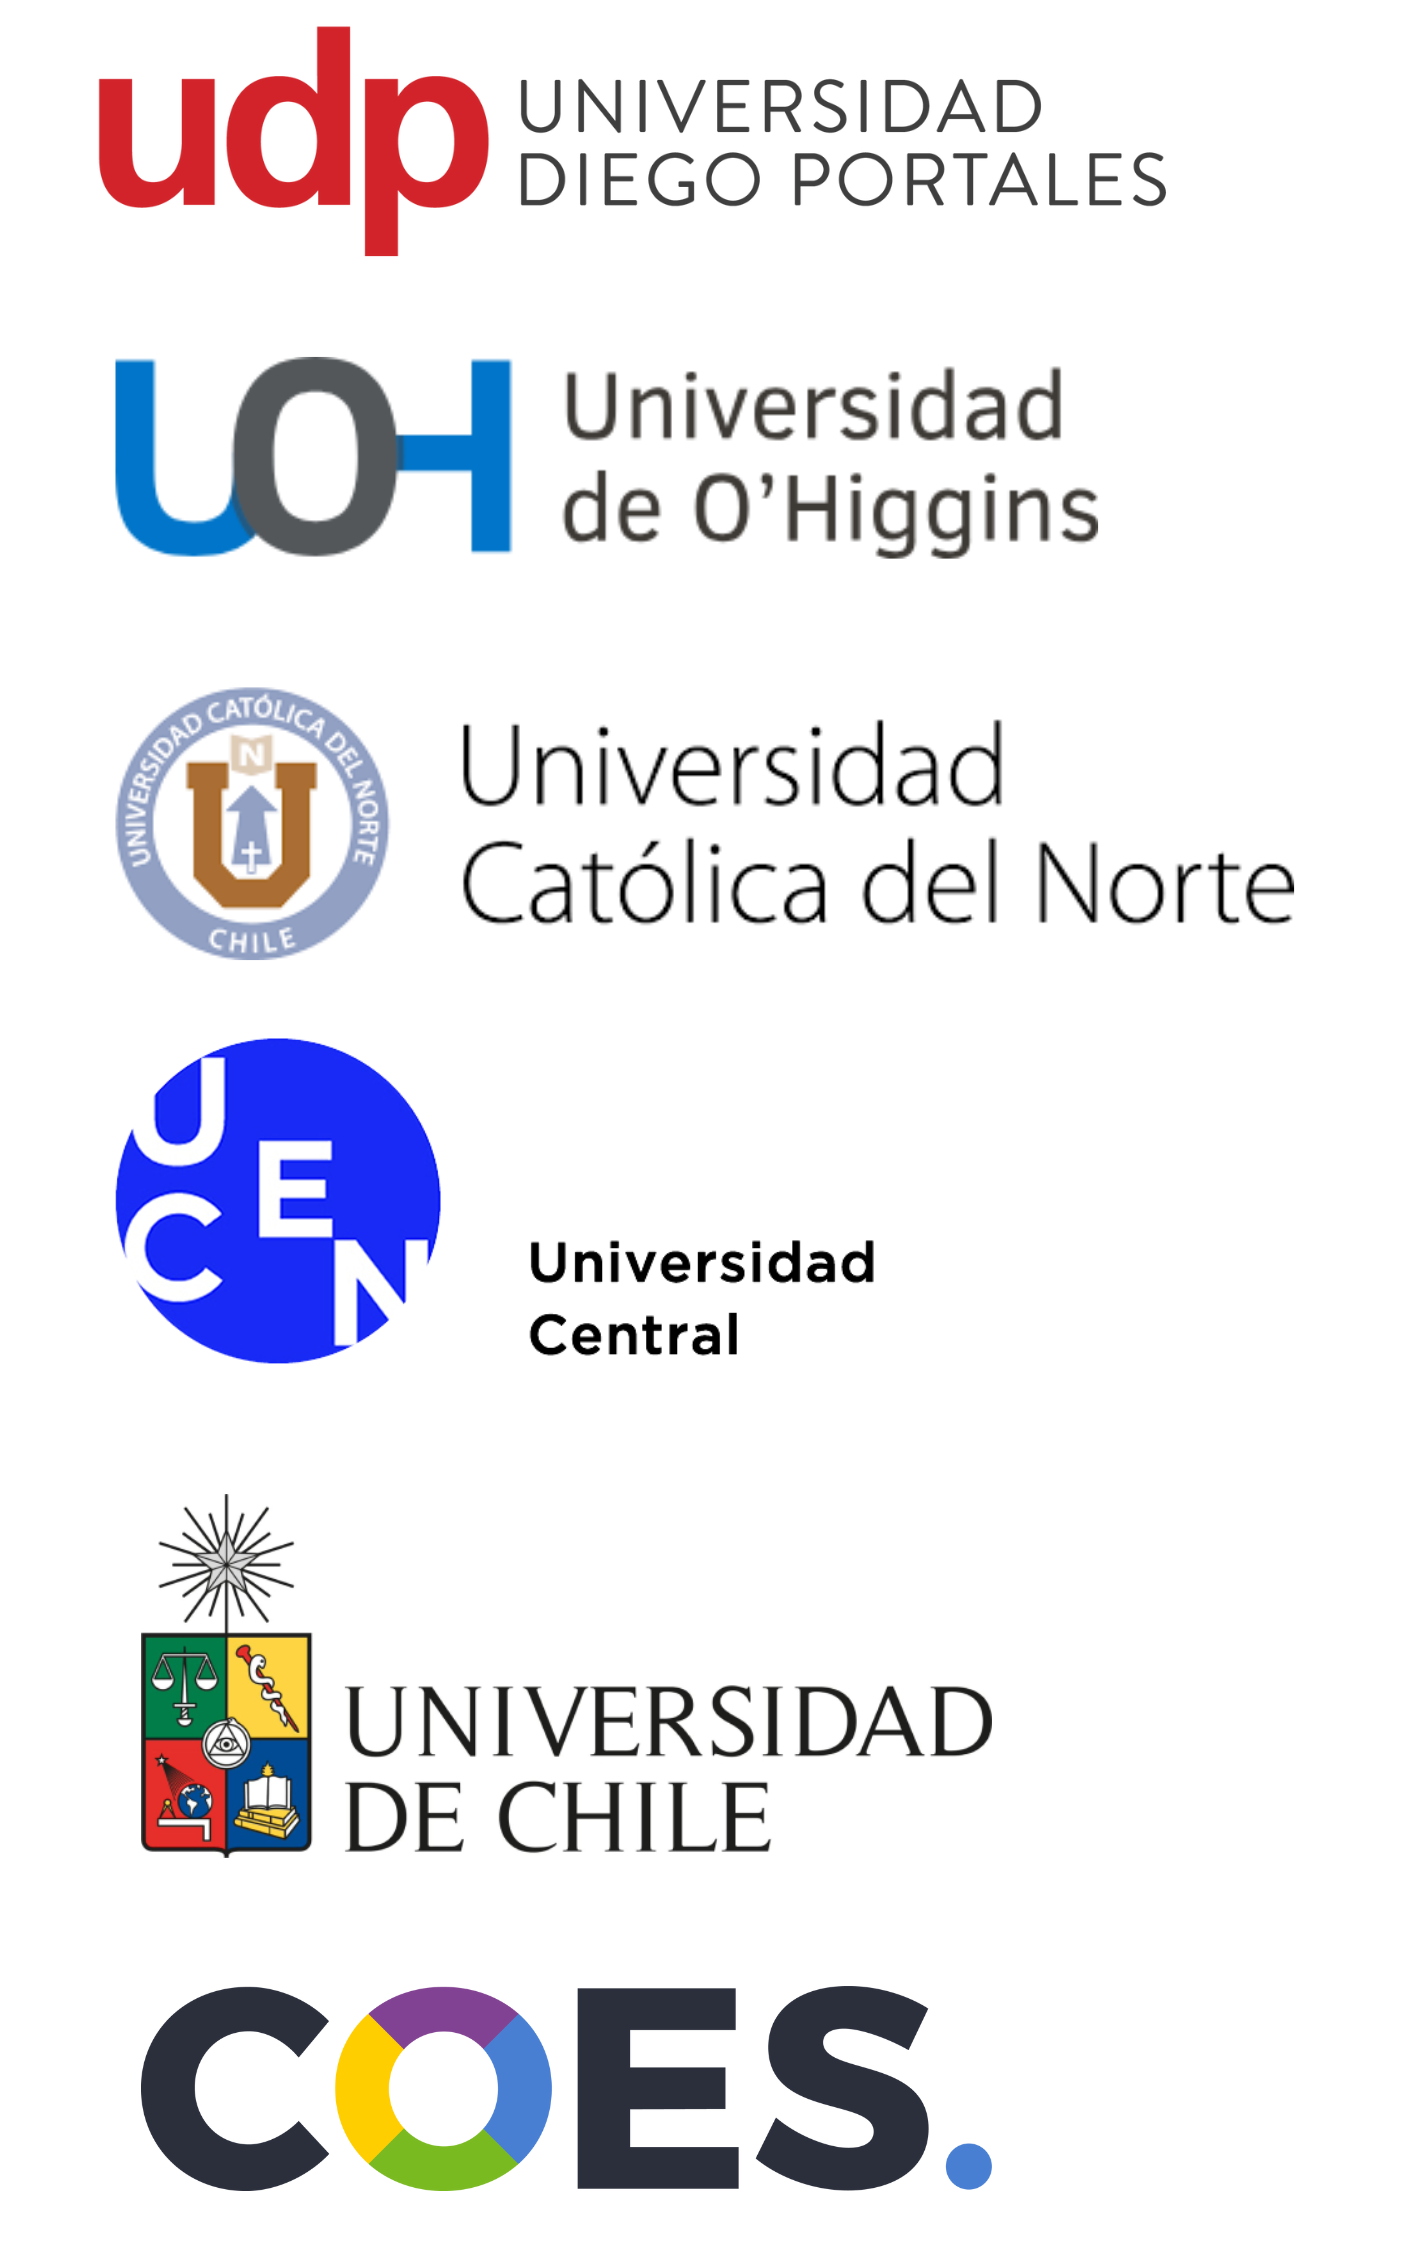 udp UNIVERSIDAD
DIEGO PORTALES
UOH Universidad
de O'Higgins
UNIVERSIDAD CATÓLICA DEL NORTE
N
CHILE
Universidad
Católica del Norte
UCEN
Universidad
Central
UNIVERSIDAD
DE CHILE
COES.